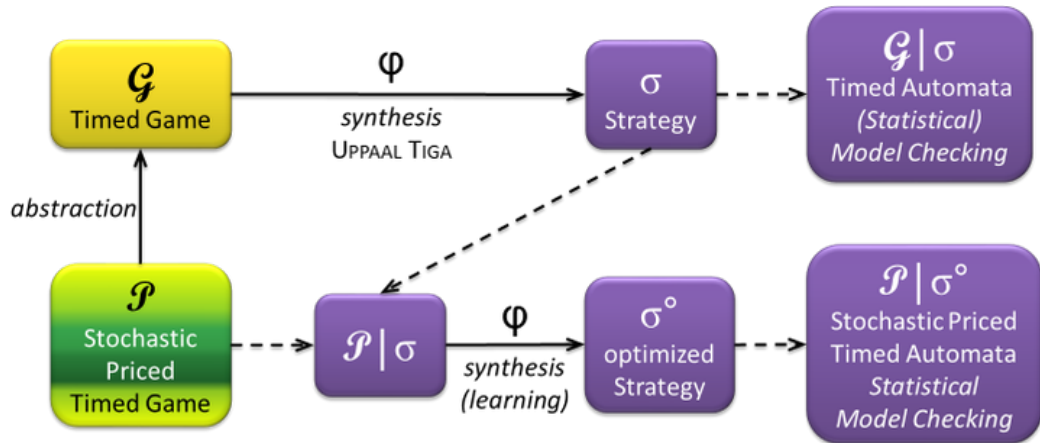 𝒢
Timed Game
φ
synthesis
UPPAAL TIGA
σ
Strategy
𝒢|σ
Timed Automata
(Statistical)
Model Checking
abstraction
𝒫
Stochastic
Priced
Timed Game
𝒫|σ
φ
synthesis
(learning)
σ°
optimized
Strategy
𝒫|σ°
Stochastic Priced
Timed Automata
Statistical
Model Checking